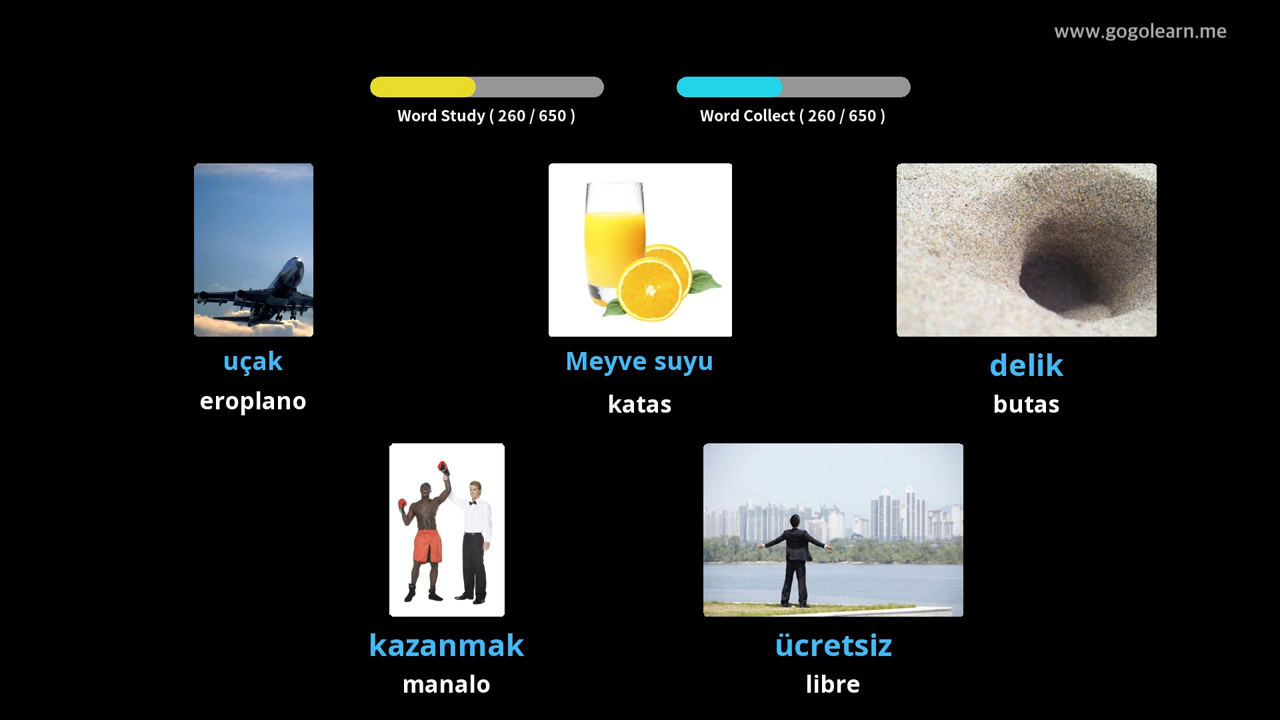 www.gogolearn.me
Word Study ( 260 / 650 )
Word Collect ( 260 / 650 )
uçak
eroplano
Meyve suyu
katas
delik
butas
kazanmak
manalo
ücretsiz
libre